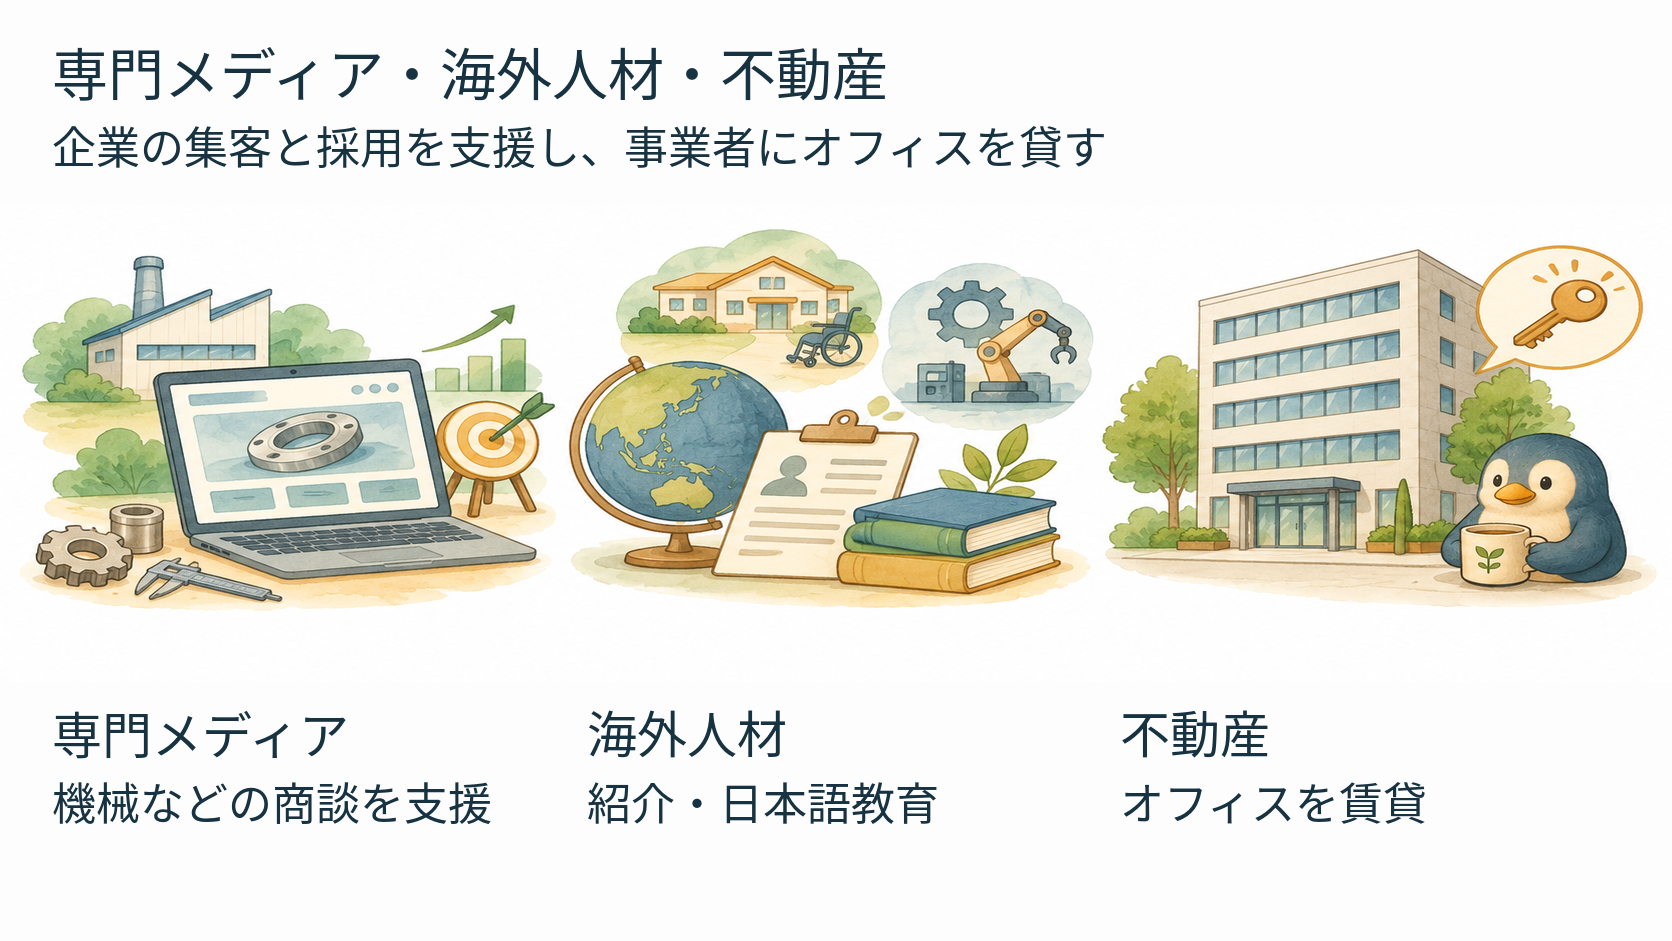 専門メディア・海外人材・不動産
企業の集客と採用を支援し、事業者にオフィスを貸す
専門メディア
機械などの商談を支援
海外人材
紹介・日本語教育
不動産
オフィスを賃貸